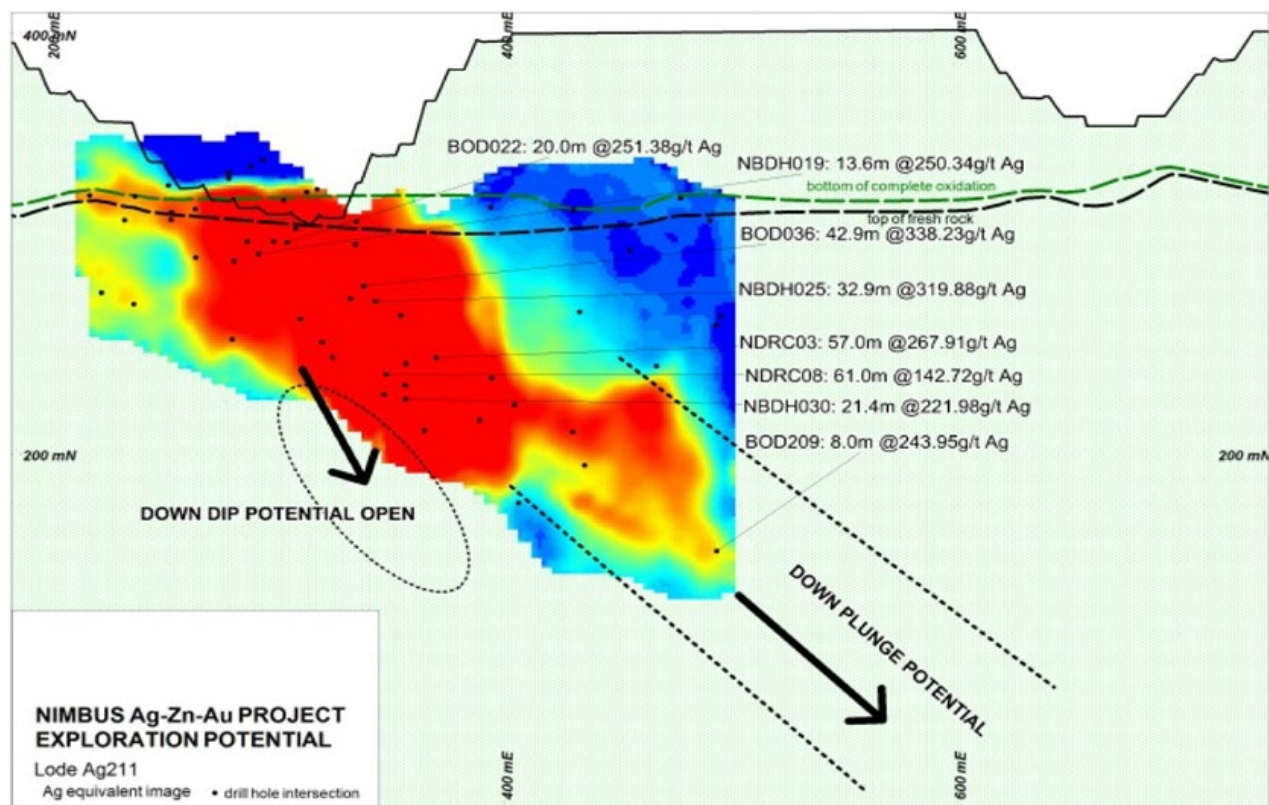 400 mN
200 mE
400 mE
600 mE
BOD022: 20.0m @251.38g/t Ag
NBDH019: 13.6m @250.34g/t Ag
bottom of complete oxidation
top of fresh rock
BOD036: 42.9m @338.23g/t Ag
NBDH025: 32.9m @319.88g/t Ag
NDRC03: 57.0m @267.91g/t Ag
NDRC08: 61.0m @142.72g/t Ag
NBDH030: 21.4m @221.98g/t Ag
BOD209: 8.0m @243.95g/t Ag
200 mN
200 mN
DOWN DIP POTENTIAL OPEN
DOWN PLUNGE POTENTIAL
NIMBUS Ag-Zn-Au PROJECT
EXPLORATION POTENTIAL
Lode Ag211
Ag equivalent image • drill hole intersection
400 mE
600 mE